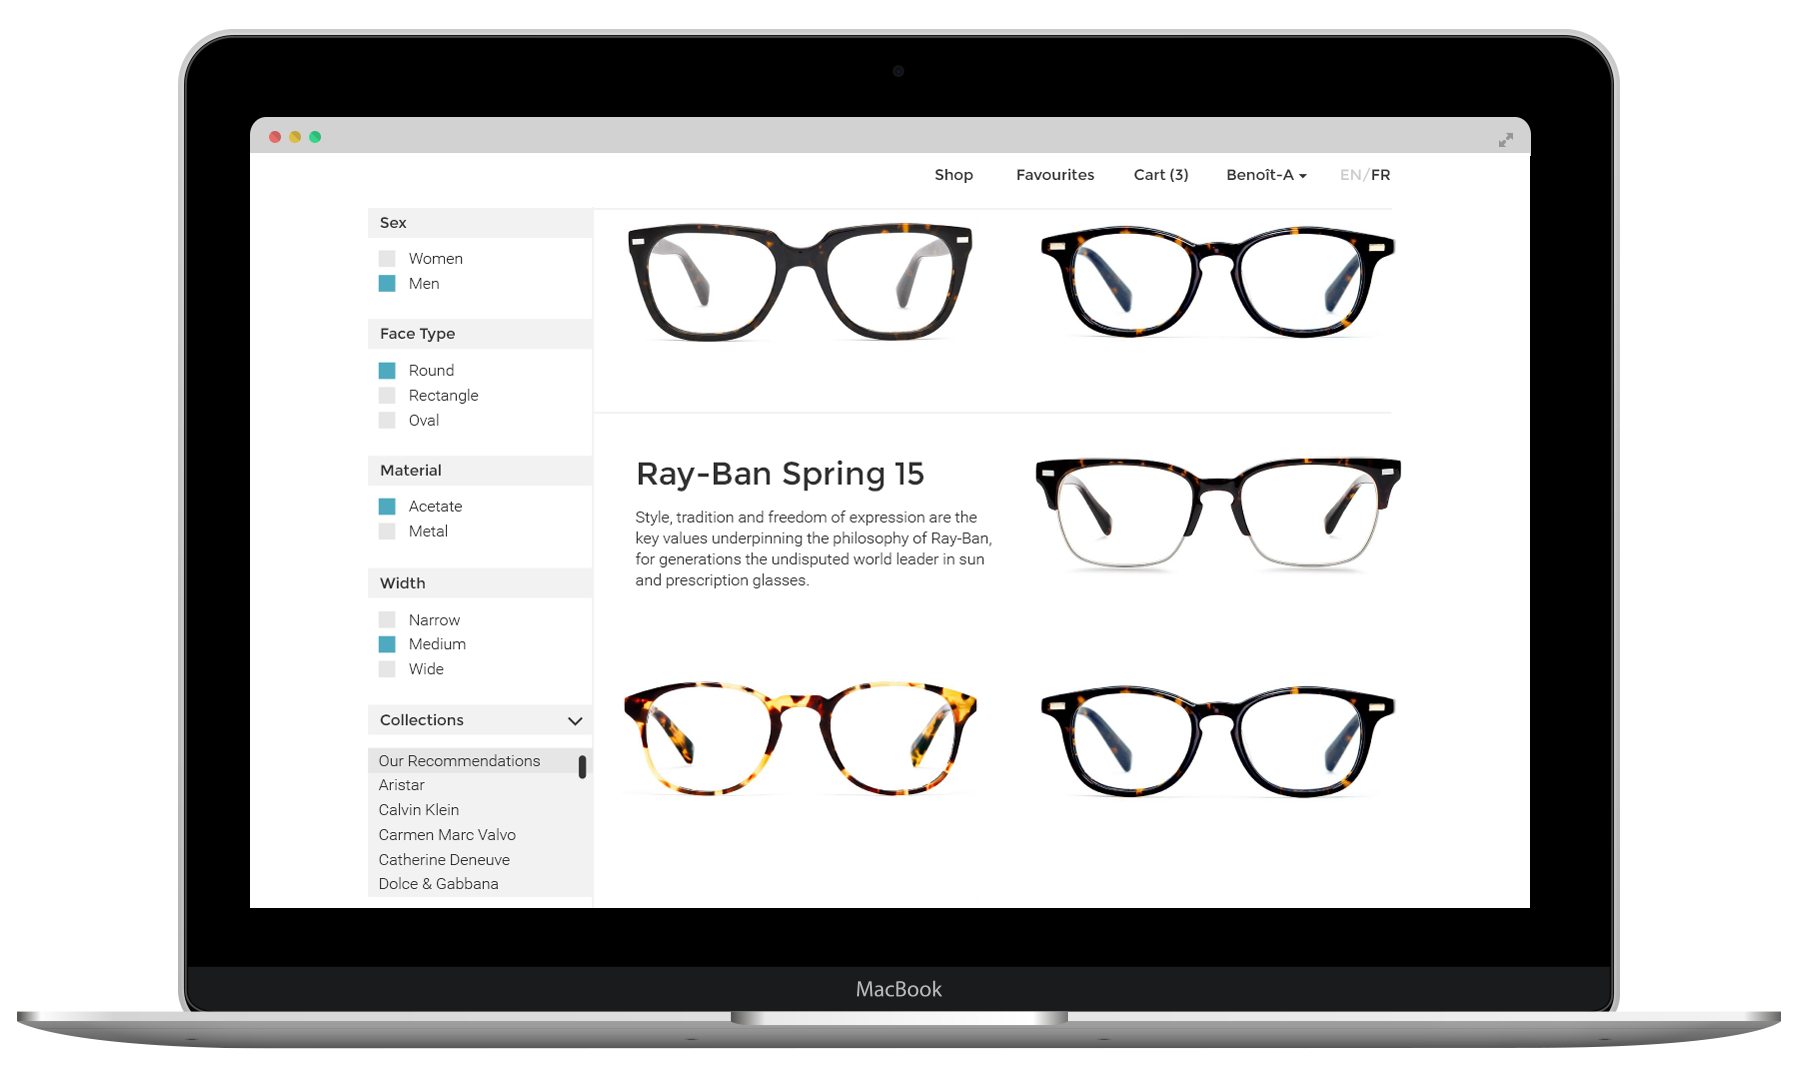 Shop Favourites Cart (3) Benoît-A EN/FR
Sex
Women
Men
Face Type
Round
Rectangle
Oval
Material
Acetate
Metal
Width
Narrow
Medium
Wide
Collections
Our Recommendations
Aristar
Calvin Klein
Carmen Marc Valvo
Catherine Deneuve
Dolce & Gabbana
Ray-Ban Spring 15
Style, tradition and freedom of expression are the
key values underpinning the philosophy of Ray-Ban,
for generations the undisputed world leader in sun
and prescription glasses.
MacBook